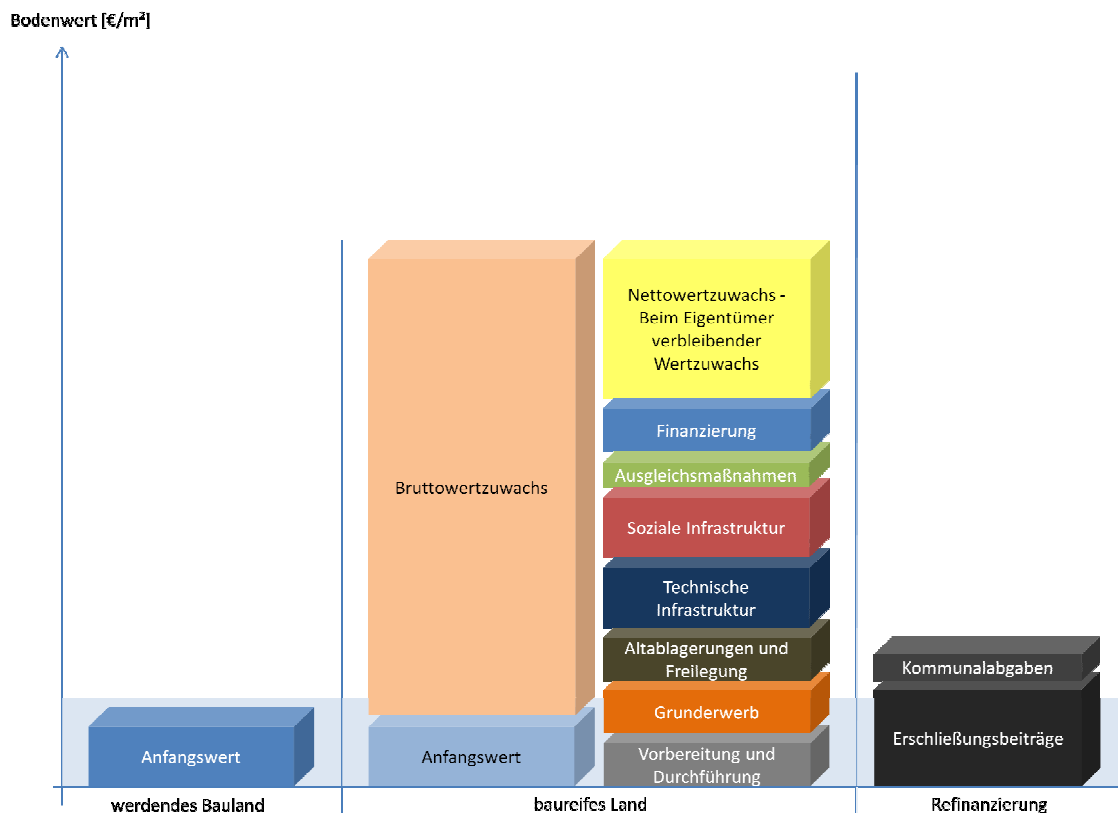 Bodenwert [€/m²]
Nettowertzuwachs -
Beim Eigentümer
verbleibender
Wertzuwachs
Finanzierung
Ausgleichsmaßnahmen
Bruttowertzuwachs
Soziale Infrastruktur
Technische
Infrastruktur
Altablagerungen und
Freilegung
Kommunalabgaben
Grunderwerb
Erschließungsbeiträge
Anfangswert
Anfangswert
Vorbereitung und
Durchführung
werdendes Bauland
baureifes Land
Refinanzierung